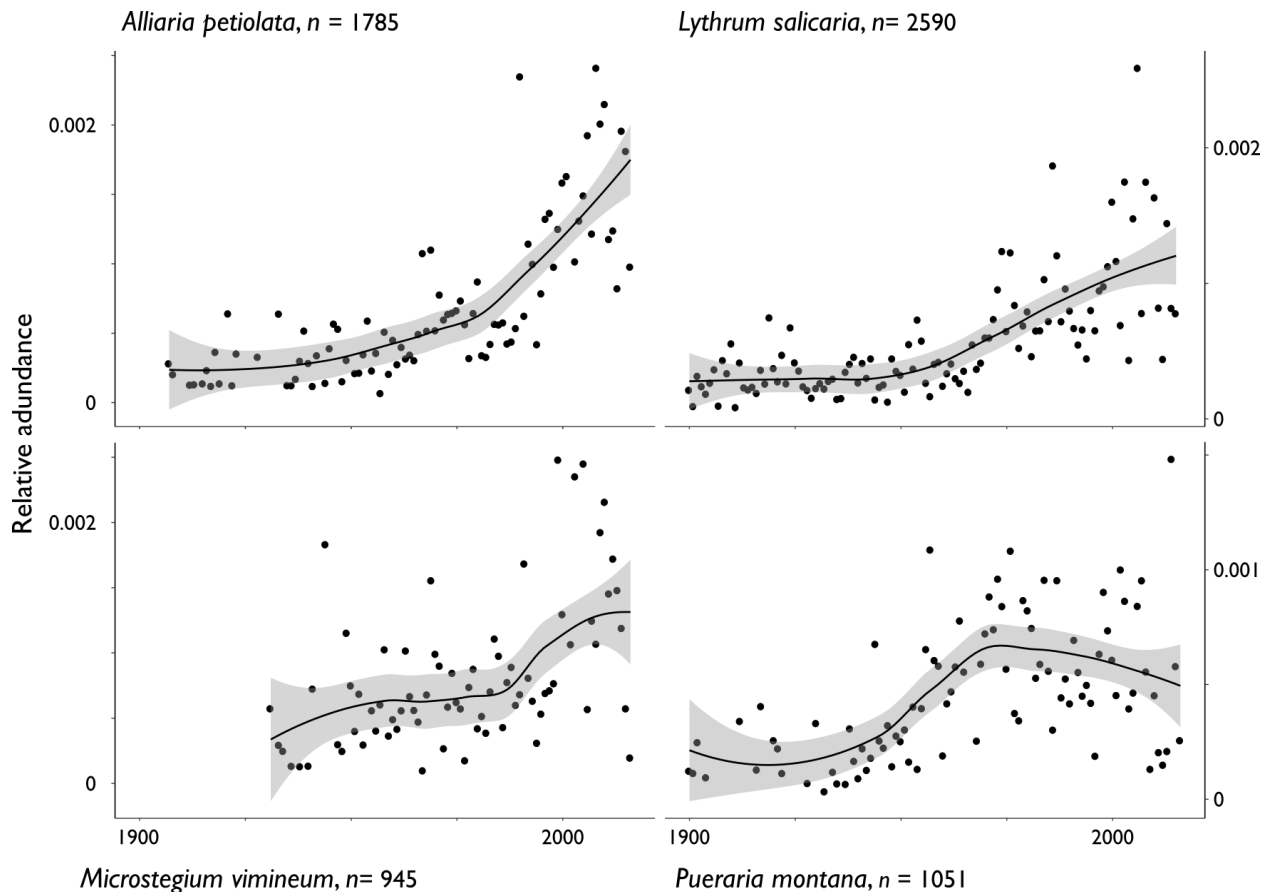 Alliaria petiolata, n = 1785
Lythrum salicaria, n= 2590
Relative adundance
0.002
0
0.002
0
0.002
0
0.001
0
1900
2000
1900
2000
Microstegium vimineum, n= 945
Pueraria montana, n = 1051